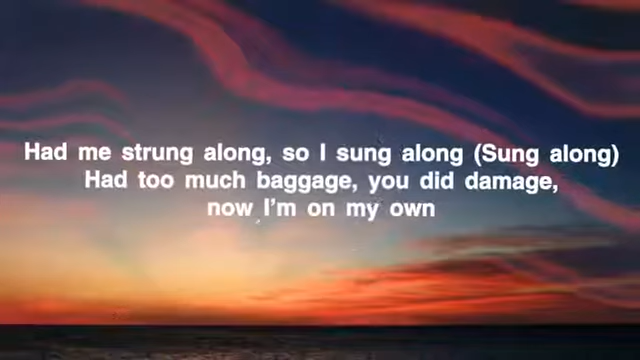 Had me strung along, so I sung along (Sung along)
Had too much baggage, you did damage,
now I'm on my own